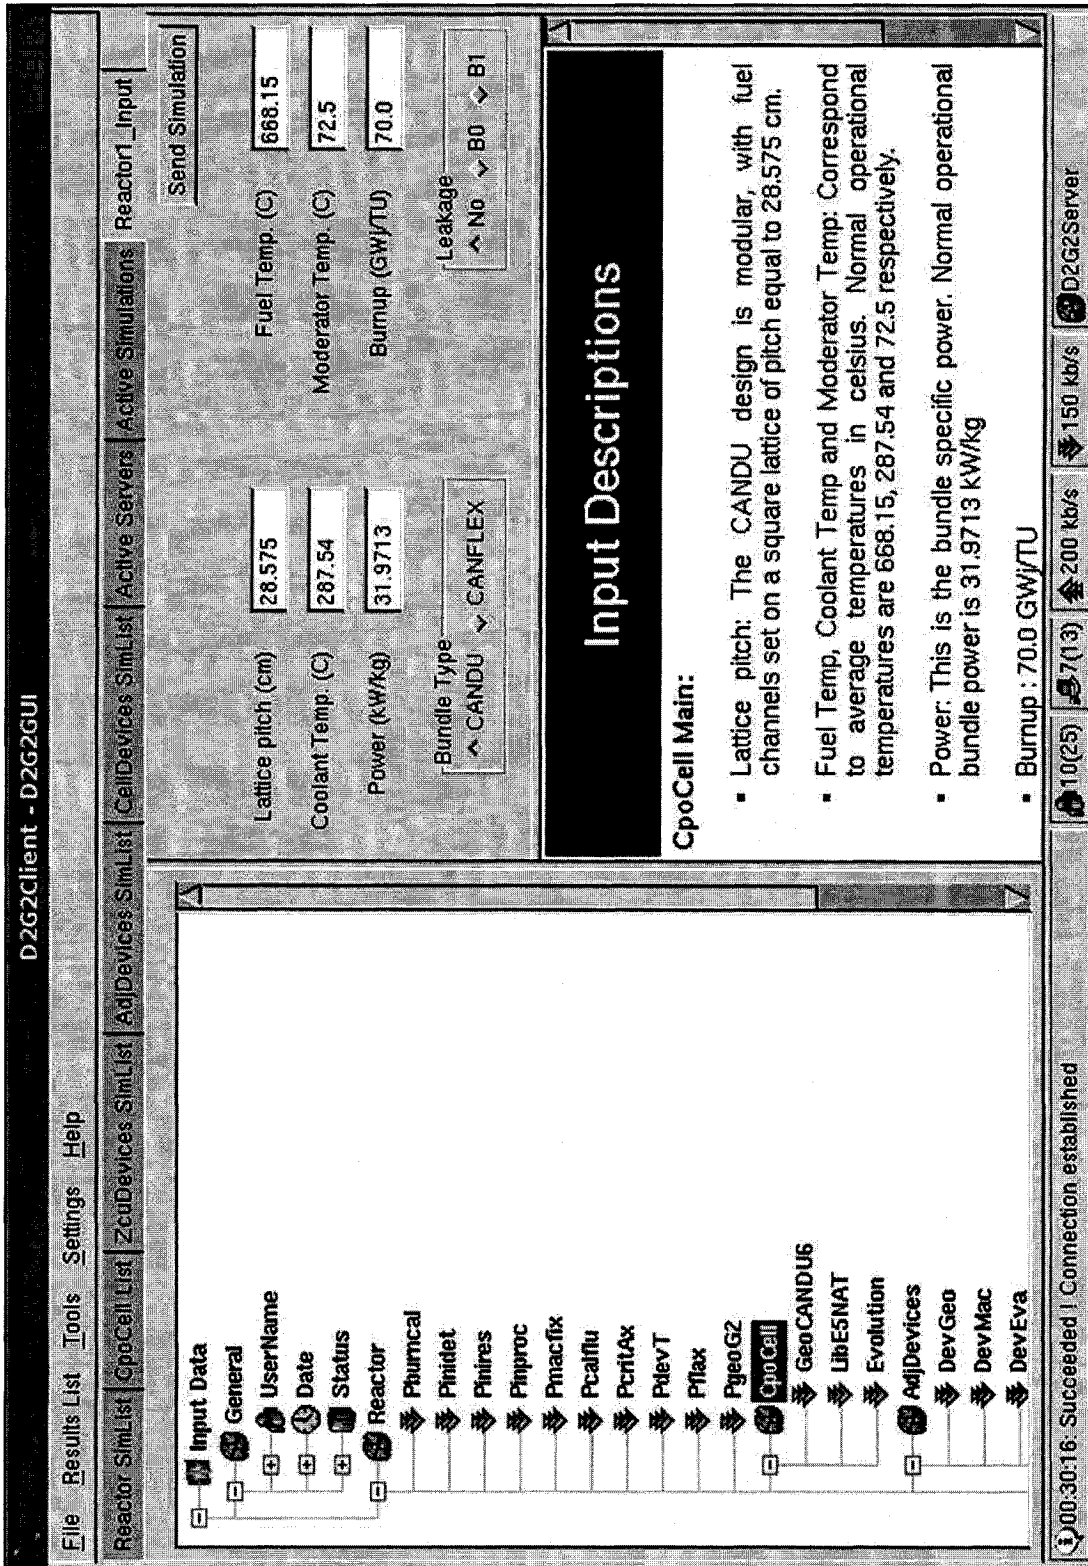 D2G2Client - D2G2GUI
File Results List Tools Settings Help
Reactor SimList CpoCell List ZcuDevices SimList AdjDevices SimList CellDevices SimList Active Servers Active Simulations Reactor1_Input
Input Data
General
UserName
Date
Status
Reactor
Pburncal
Pinidet
Pinires
Pinproc
Pmacfix
Pcalflu
PcritAx
PdevT
Pflax
PgeoG2
CpoCell
GeoCANDU6
LibE5NAT
Evolution
AdjDevices
DevGeo
DevMac
DevEva
Send Simulation
Lattice pitch (cm) 28.575 Fuel Temp. (C) 668.15
Coolant Temp. (C) 287.54 Moderator Temp. (C) 72.5
Power (kW/kg) 31.9713 Burnup (GWj/TU) 70.0
Bundle Type Leakage
CANDU CANFLEX No B0 B1
Input Descriptions
CpoCell Main:
▪ Lattice pitch: The CANDU design is modular, with fuel
channels set on a square lattice of pitch equal to 28.575 cm.
▪ Fuel Temp, Coolant Temp and Moderator Temp: Correspond
to average temperatures in celsius. Normal operational
temperatures are 668.15, 287.54 and 72.5 respectively.
▪ Power: This is the bundle specific power. Normal operational
bundle power is 31.9713 kW/kg
▪ Burnup : 70.0 GWj/TU
00:30:16: Succeeded ! Connection established 10(25) 7(13) 200 kb/s 150 kb/s D2G2Server